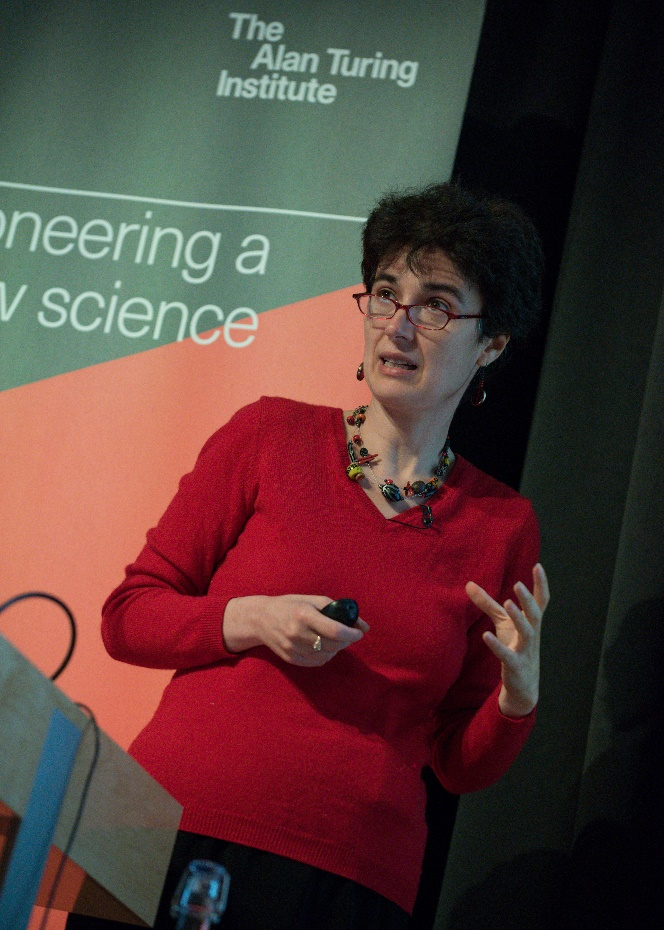 The
Alan Turing
Institute
oneering a
w science